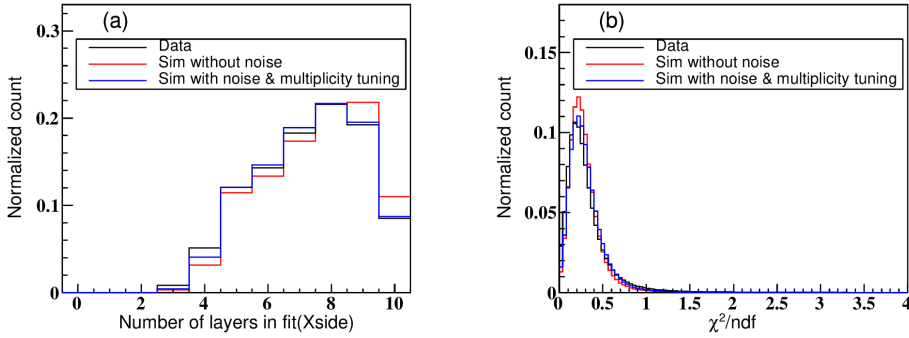 (a)
Data
Sim without noise
Sim with noise & multiplicity tuning
Normalized count
0.3
0.2
0.1
0
0 2 4 6 8 10
Number of layers in fit(Xside)
(b)
Data
Sim without noise
Sim with noise & multiplicity tuning
Normalized count
0.15
0.1
0.05
0
0 0.5 1 1.5 2 2.5 3 3.5 4
χ²/ndf